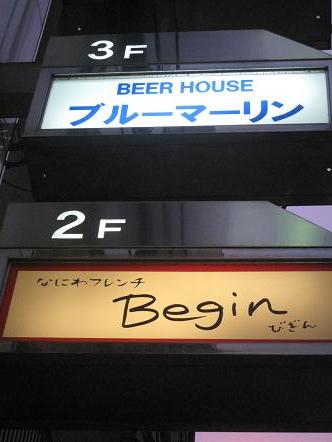 3F
BEER HOUSE
ブルーマーリン
2F
なにわフレンチ
Begin
びぎん